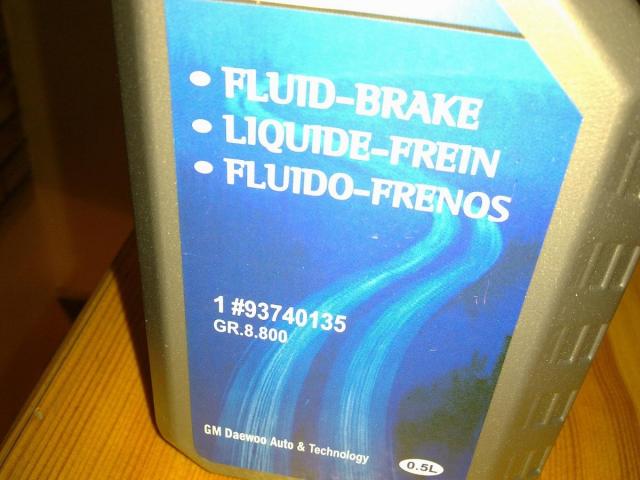 • FLUID-BRAKE
• LIQUIDE-FREIN
• FLUIDO-FRENOS
1 #93740135
GR.8.800
GM Daewoo Auto & Technology
0.5L